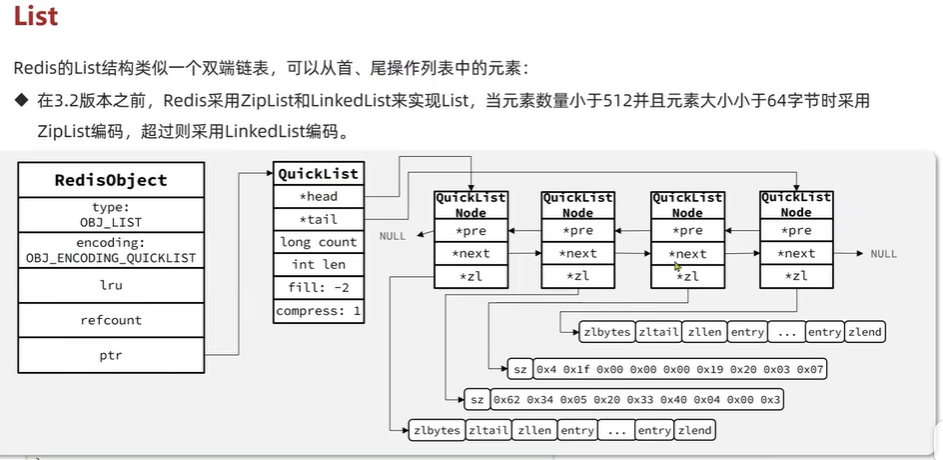 List
Redis的List结构类似一个双端链表，可以从首、尾操作列表中的元素：
◆ 在3.2版本之前，Redis采用ZipList和LinkedList来实现List，当元素数量小于512并且元素大小小于64字节时采用
ZipList编码，超过则采用LinkedList编码。
RedisObject
type:
OBJ_LIST
encoding:
OBJ_ENCODING_QUICKLIST
lru
refcount
ptr
QuickList
*head
*tail
long count
int len
fill: -2
compress: 1
NULL
QuickList
Node
*pre
*next
*zl
QuickList
Node
*pre
*next
*zl
QuickList
Node
*pre
*next
*zl
QuickList
Node
*pre
*next
*zl
NULL
zlbytes zltail zllen entry ... entry zlend
sz 0x4 0x1f 0x00 0x00 0x00 0x19 0x20 0x03 0x07
sz 0x62 0x34 0x05 0x20 0x33 0x40 0x04 0x00 0x3
zlbytes zltail zllen entry ... entry zlend